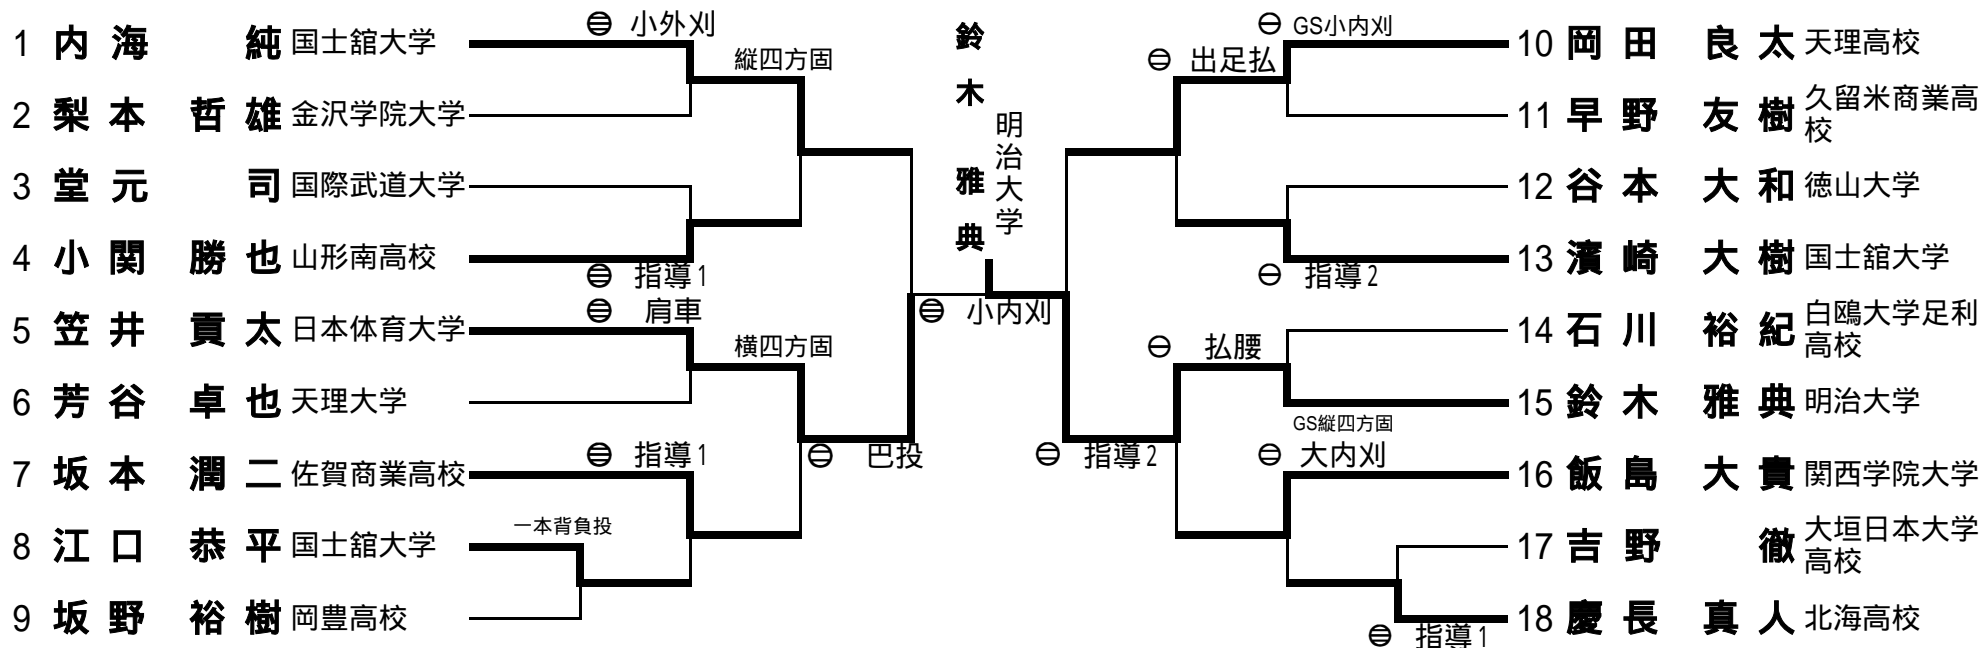 1 内海 純 国士舘大学
2 梨本 哲雄 金沢学院大学
3 堂元 司 国際武道大学
4 小関 勝也 山形南高校
5 笠井 貢太 日本体育大学
6 芳谷 卓也 天理大学
7 坂本 潤二 佐賀商業高校
8 江口 恭平 国士舘大学
9 坂野 裕樹 岡豊高校
小外刈
縦四方固
指導1
肩車
横四方固
指導1
一本背負投
巴投
小内刈
鈴木 雅典
明治大学
GS小内刈
出足払
指導2
払腰
GS縦四方固
指導2
大内刈
指導1
10 岡田 良太 天理高校
11 早野 友樹 久留米商業高
校
12 谷本 大和 徳山大学
13 濱崎 大樹 国士舘大学
14 石川 裕紀 白鴎大学足利
高校
15 鈴木 雅典 明治大学
16 飯島 大貴 関西学院大学
17 吉野 徹 大垣日本大学
高校
18 慶長 真人 北海高校